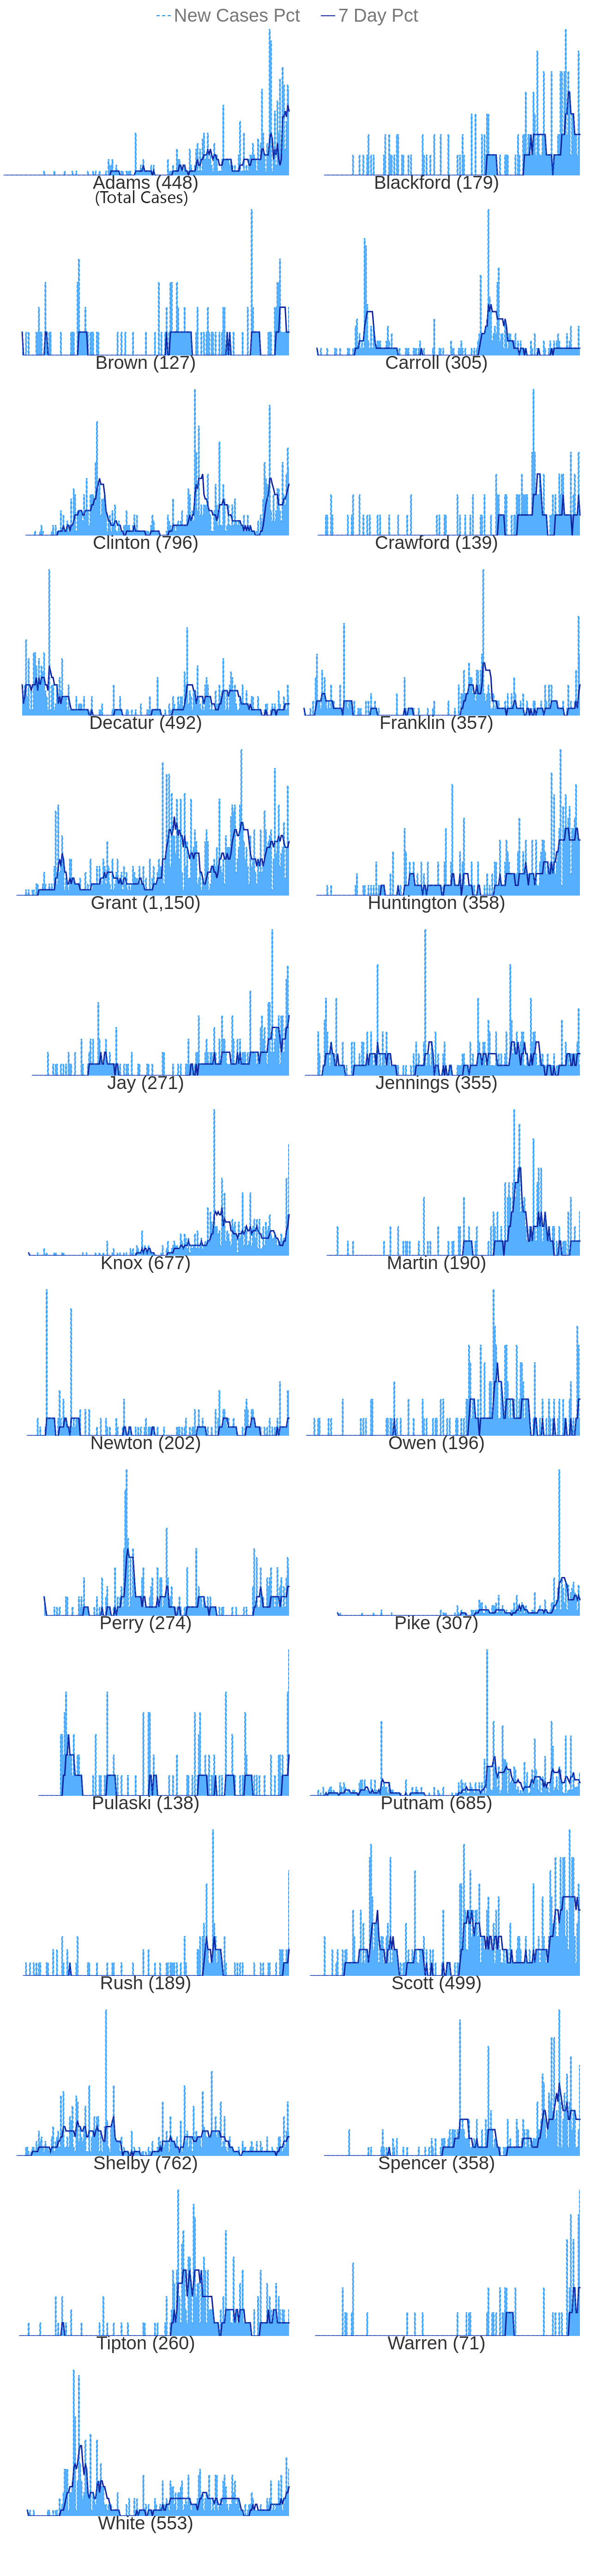 New Cases Pct 7 Day Pct
Adams (448) Blackford (179)
(Total Cases)
Brown (127) Carroll (305)
Clinton (796) Crawford (139)
Decatur (492) Franklin (357)
Grant (1,150) Huntington (358)
Jay (271) Jennings (355)
Knox (677) Martin (190)
Newton (202) Owen (196)
Perry (274) Pike (307)
Pulaski (138) Putnam (685)
Rush (189) Scott (499)
Shelby (762) Spencer (358)
Tipton (260) Warren (71)
White (553)